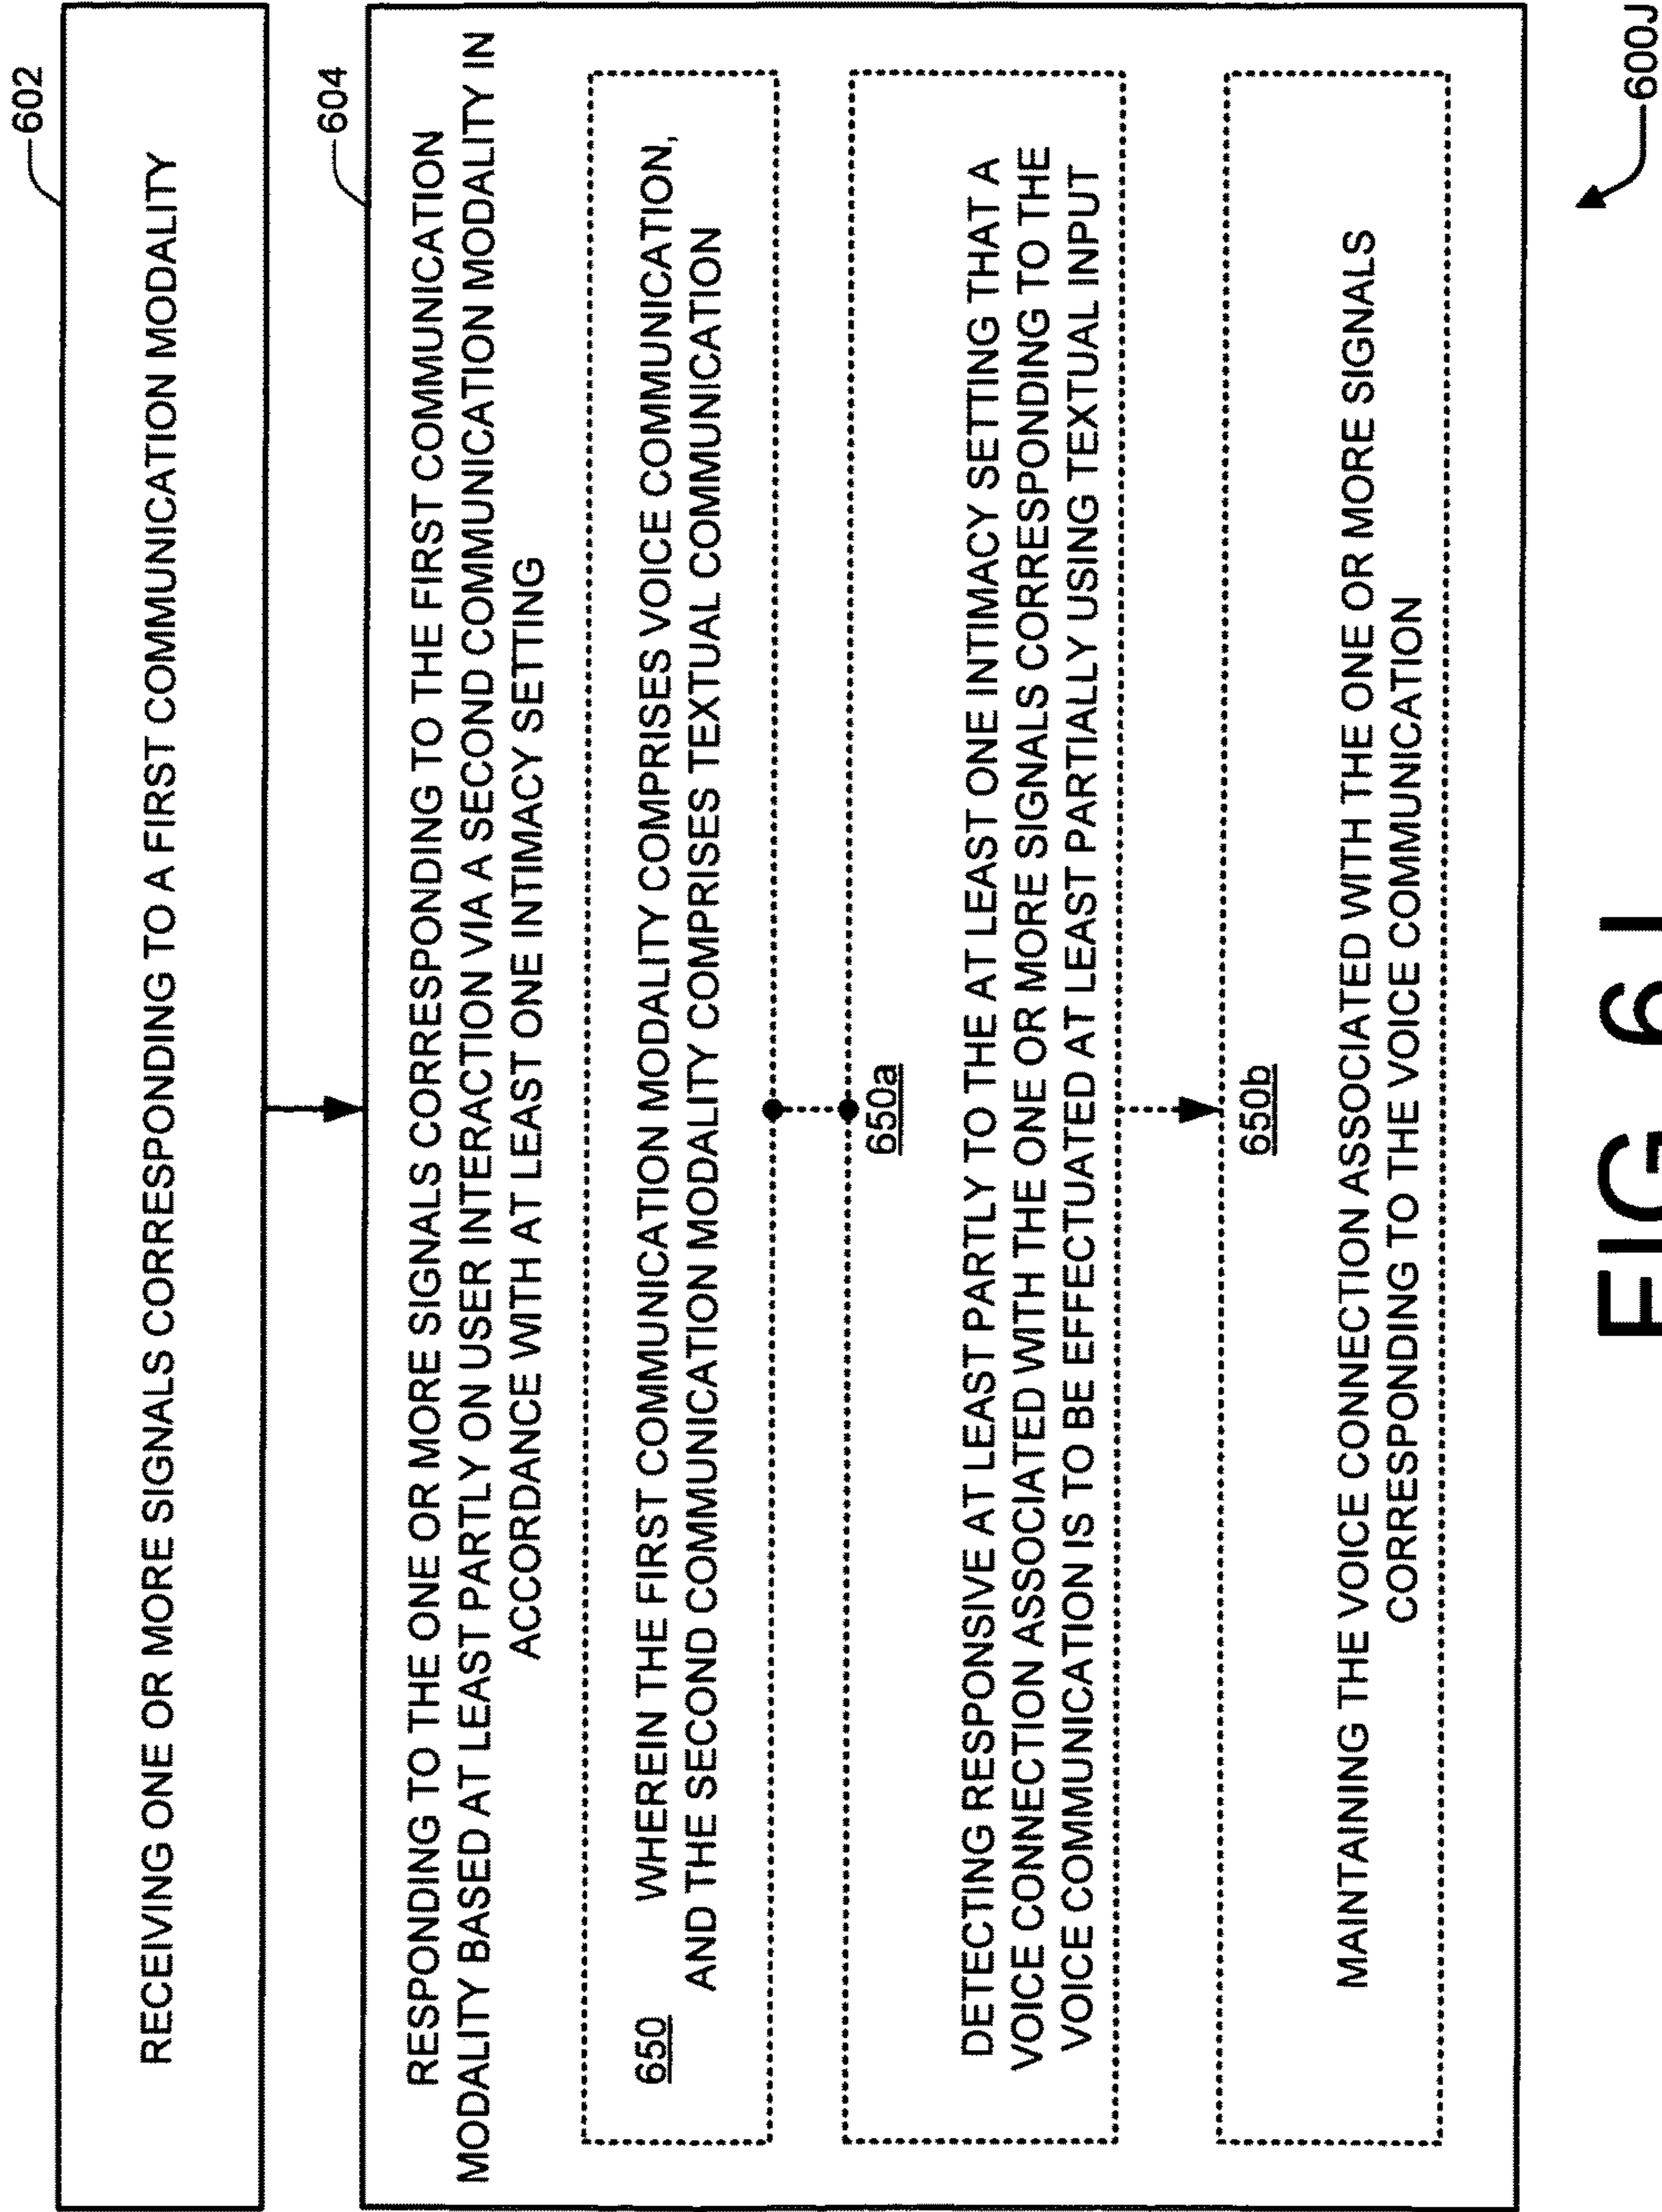 602
RECEIVING ONE OR MORE SIGNALS CORRESPONDING TO A FIRST COMMUNICATION MODALITY
604
RESPONDING TO THE ONE OR MORE SIGNALS CORRESPONDING TO THE FIRST COMMUNICATION
MODALITY BASED AT LEAST PARTLY ON USER INTERACTION VIA A SECOND COMMUNICATION MODALITY IN
ACCORDANCE WITH AT LEAST ONE INTIMACY SETTING
650 WHEREIN THE FIRST COMMUNICATION MODALITY COMPRISES VOICE COMMUNICATION,
AND THE SECOND COMMUNICATION MODALITY COMPRISES TEXTUAL COMMUNICATION
650a
DETECTING RESPONSIVE AT LEAST PARTLY TO THE AT LEAST ONE INTIMACY SETTING THAT A
VOICE CONNECTION ASSOCIATED WITH THE ONE OR MORE SIGNALS CORRESPONDING TO THE
VOICE COMMUNICATION IS TO BE EFFECTUATED AT LEAST PARTIALLY USING TEXTUAL INPUT
650b
MAINTAINING THE VOICE CONNECTION ASSOCIATED WITH THE ONE OR MORE SIGNALS
CORRESPONDING TO THE VOICE COMMUNICATION
600J
FIG 6J